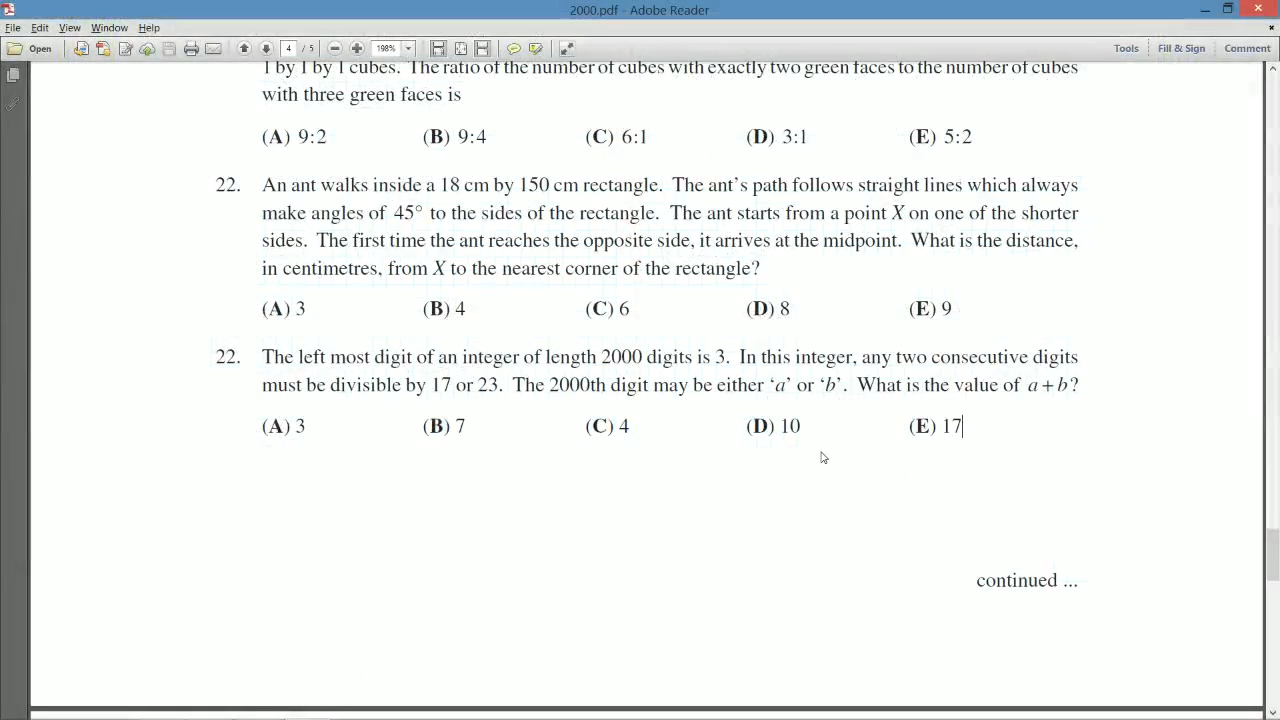 2000.pdf - Adobe Reader
File Edit View Window Help
Open 4 / 5 198% Tools Fill & Sign Comment
1 by 1 by 1 cubes. The ratio of the number of cubes with exactly two green faces to the number of cubes
with three green faces is
(A) 9:2 (B) 9:4 (C) 6:1 (D) 3:1 (E) 5:2
22. An ant walks inside a 18 cm by 150 cm rectangle. The ant's path follows straight lines which always
make angles of 45° to the sides of the rectangle. The ant starts from a point X on one of the shorter
sides. The first time the ant reaches the opposite side, it arrives at the midpoint. What is the distance,
in centimetres, from X to the nearest corner of the rectangle?
(A) 3 (B) 4 (C) 6 (D) 8 (E) 9
22. The left most digit of an integer of length 2000 digits is 3. In this integer, any two consecutive digits
must be divisible by 17 or 23. The 2000th digit may be either ‘a’ or ‘b’. What is the value of a + b?
(A) 3 (B) 7 (C) 4 (D) 10 (E) 17
continued ...